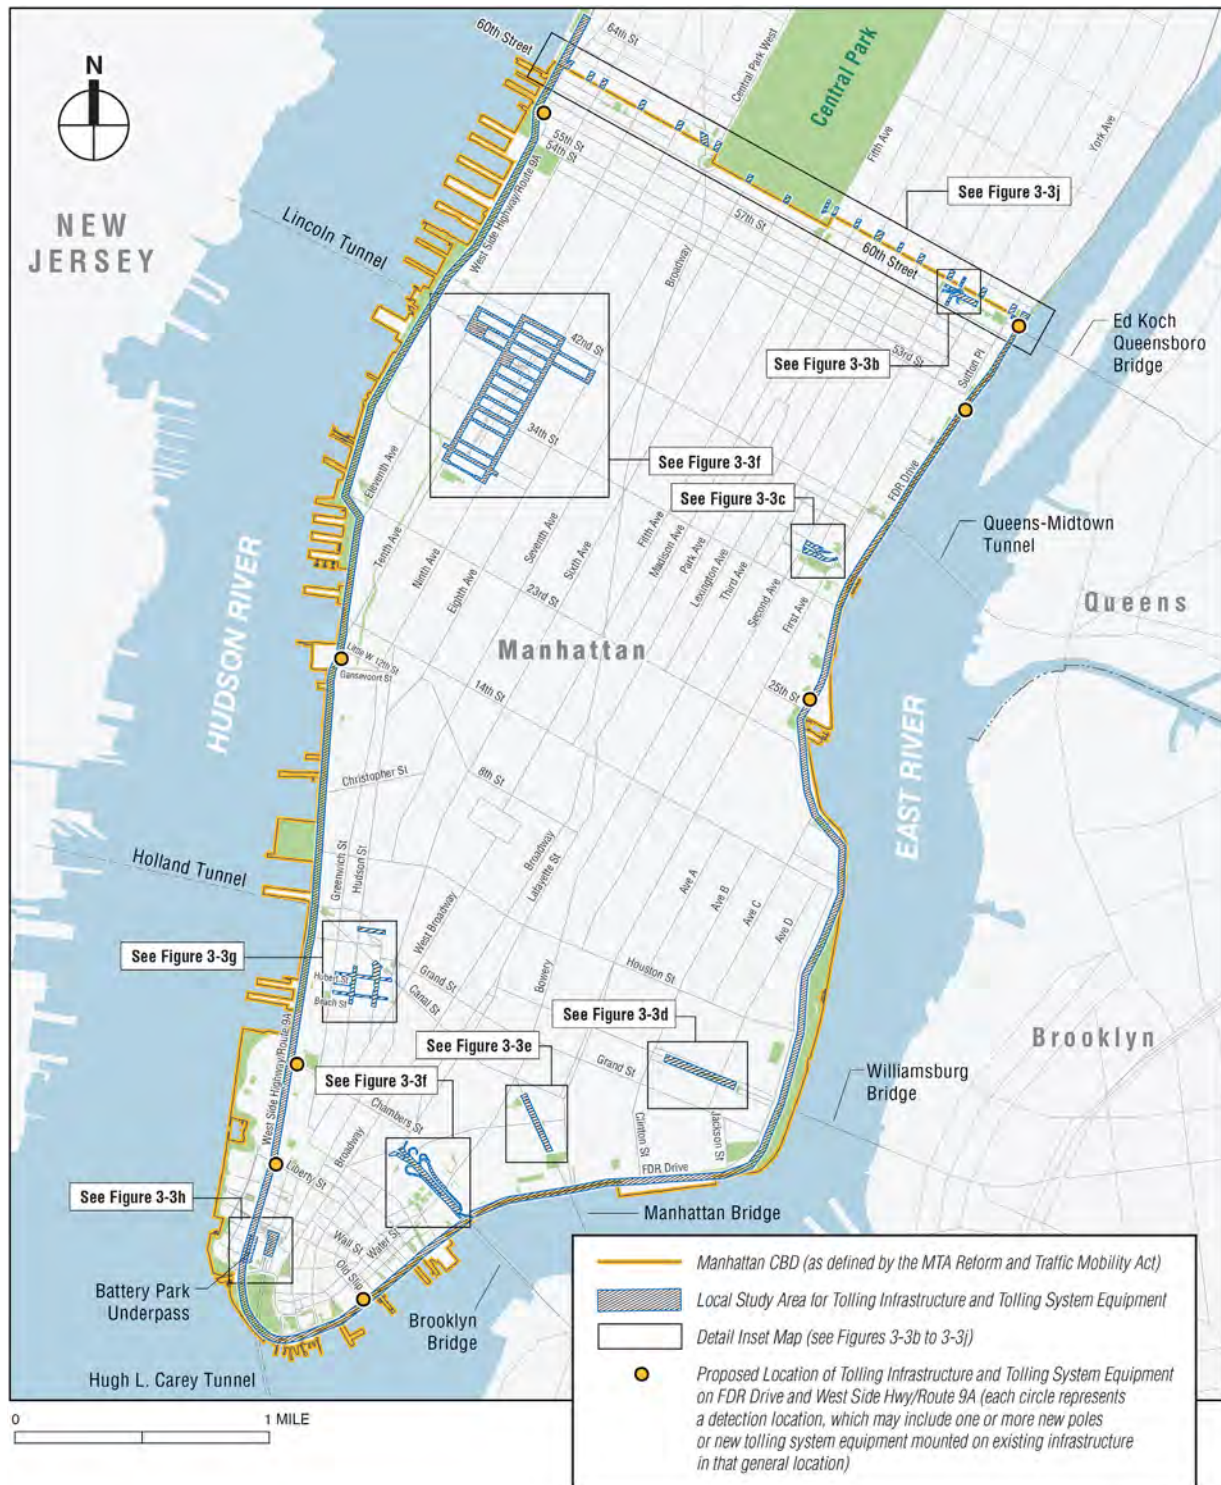 60th Street
64th St
Central Park West
Central Park
N
55th St
54th St
Fifth Ave
York Ave
See Figure 3-3j
NEW
JERSEY
Lincoln Tunnel
West Side Highway/Route 9A
57th St
Broadway
60th Street
42nd St
53rd St
Sutton Pl
Ed Koch
Queensboro
Bridge
See Figure 3-3b
34th St
See Figure 3-3f
See Figure 3-3c
FDR Drive
Eleventh Ave
Tenth Ave
Ninth Ave
Eighth Ave
Seventh Ave
Sixth Ave
Fifth Ave
Madison Ave
Park Ave
Lexington Ave
Third Ave
Second Ave
First Ave
Queens-Midtown
Tunnel
Queens
HUDSON RIVER
23rd St
Manhattan
Little W 12th St
Gansevoort St
14th St
25th St
EAST RIVER
Christopher St
8th St
Holland Tunnel
Greenwich St
Hudson St
Broadway
Lafayette St
West Broadway
Ave A
Ave B
Ave C
Ave D
See Figure 3-3g
Hubert St
Beach St
Grand St
Canal St
Bowery
Houston St
See Figure 3-3d
Brooklyn
West Side Highway/Route 9A
See Figure 3-3e
Grand St
See Figure 3-3f
Williamsburg
Bridge
Chambers St
Clinton St
Jackson St
Broadway
Liberty St
FDR Drive
See Figure 3-3h
Wall St
Water St
Old Slip
Manhattan Bridge
Battery Park
Underpass
Brooklyn
Bridge
Hugh L. Carey Tunnel
Manhattan CBD (as defined by the MTA Reform and Traffic Mobility Act)
Local Study Area for Tolling Infrastructure and Tolling System Equipment
Detail Inset Map (see Figures 3-3b to 3-3j)
Proposed Location of Tolling Infrastructure and Tolling System Equipment
on FDR Drive and West Side Hwy/Route 9A (each circle represents
a detection location, which may include one or more new poles
or new tolling system equipment mounted on existing infrastructure
in that general location)
0 1 MILE